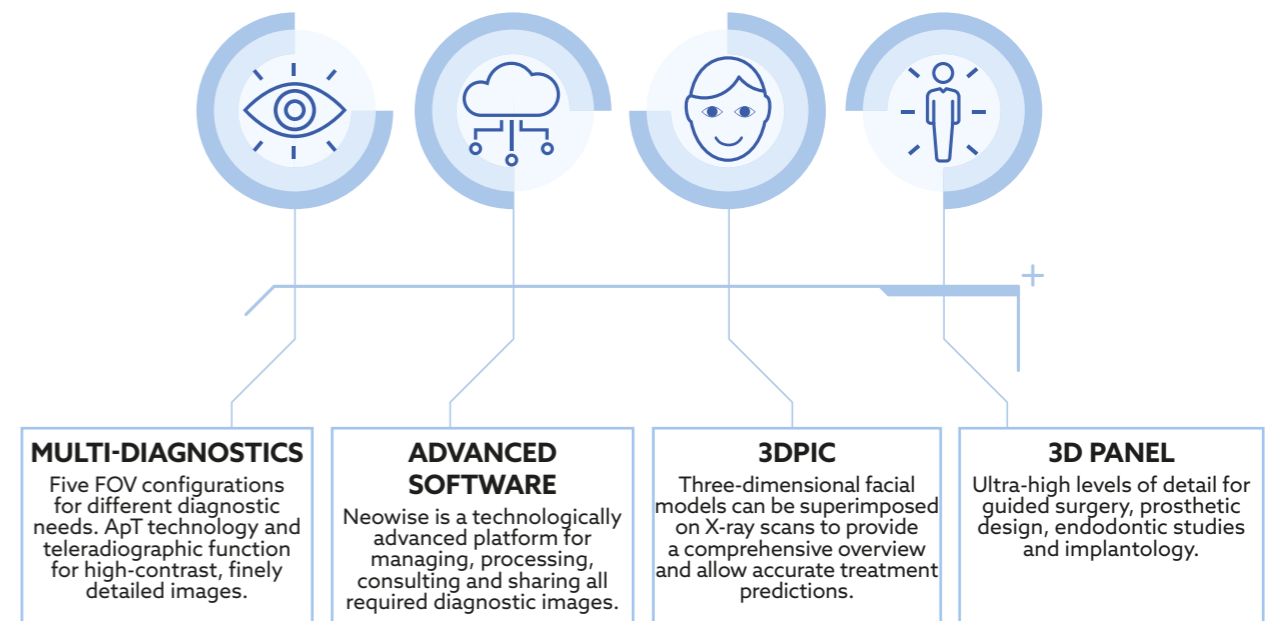 MULTI-DIAGNOSTICS
Five FOV configurations
for different diagnostic
needs. ApT technology and
teleradiographic function
for high-contrast, finely
detailed images.
ADVANCED
SOFTWARE
Neowise is a technologically
advanced platform for
managing, processing,
consulting and sharing all
required diagnostic images.
3DPIC
Three-dimensional facial
models can be superimposed
on X-ray scans to provide
a comprehensive overview
and allow accurate treatment
predictions.
3D PANEL
Ultra-high levels of detail for
guided surgery, prosthetic
design, endodontic studies
and implantology.